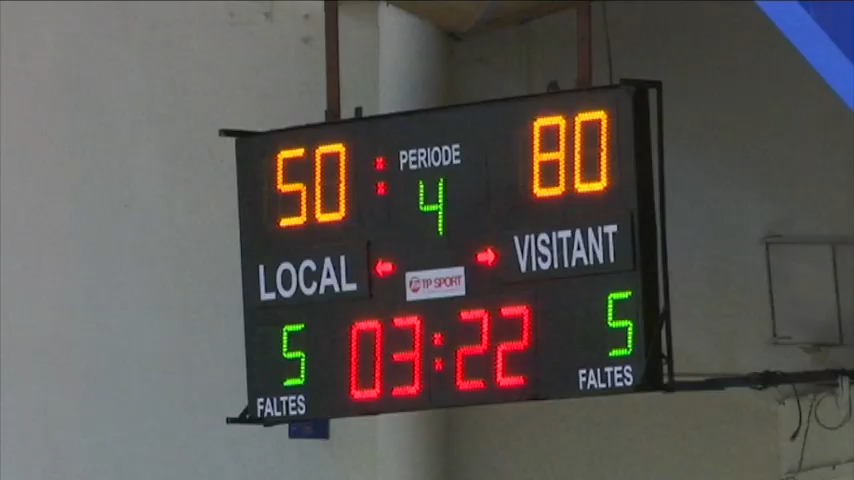 50 : PERIODE 80
4
LOCAL VISITANT
TP SPORT
5 03:22 5
FALTES FALTES